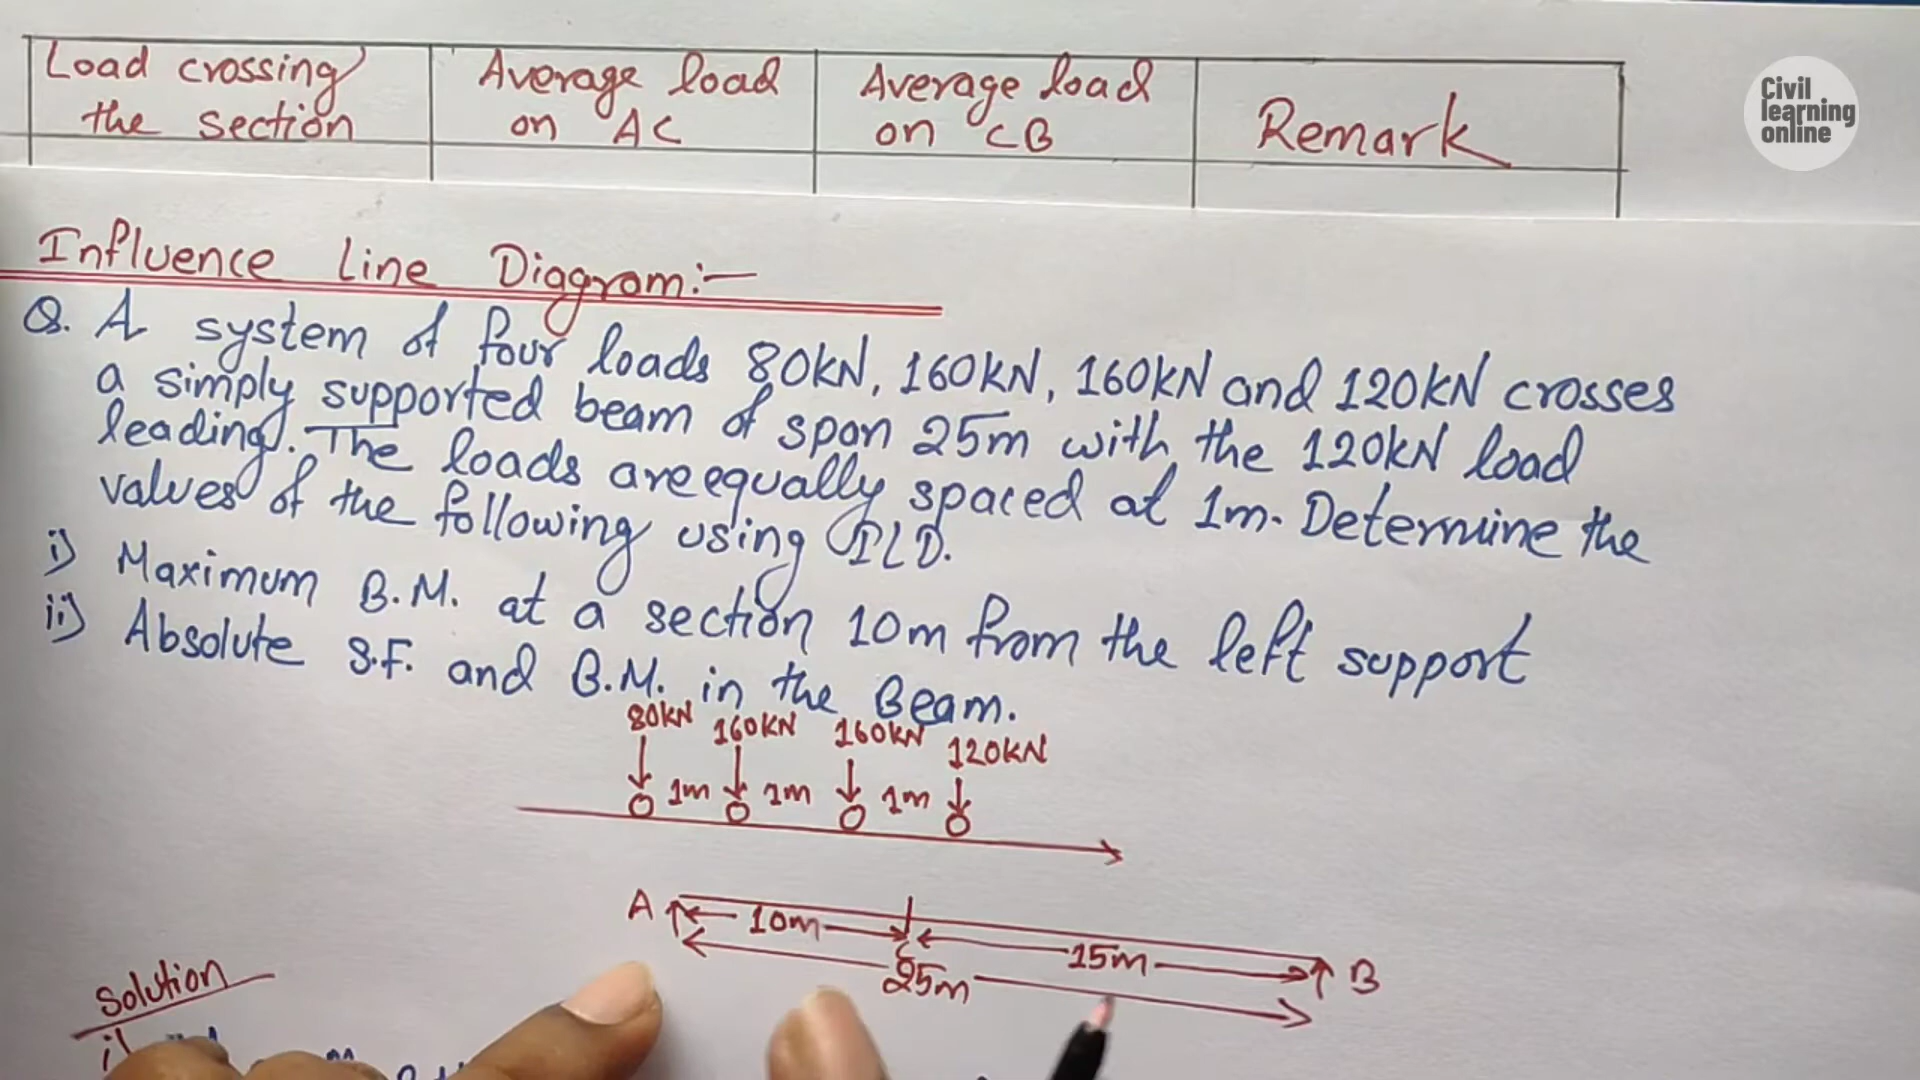 Load crossing the section
Average load on AC
Average load on CB
Remark
Civil learning online
Influence Line Diagram:-
Q. A system of four loads 80kN, 160kN, 160kN and 120kN crosses
a simply supported beam of span 25m with the 120kN load
leading. The loads are equally spaced at 1m. Determine the
values of the following using ILD.
i) Maximum B.M. at a section 10m from the left support
ii) Absolute S.F. and B.M. in the Beam.
80kN 160kN 160kN 120kN
1m 1m 1m
A 10m C 15m B
25m
Solution
i)